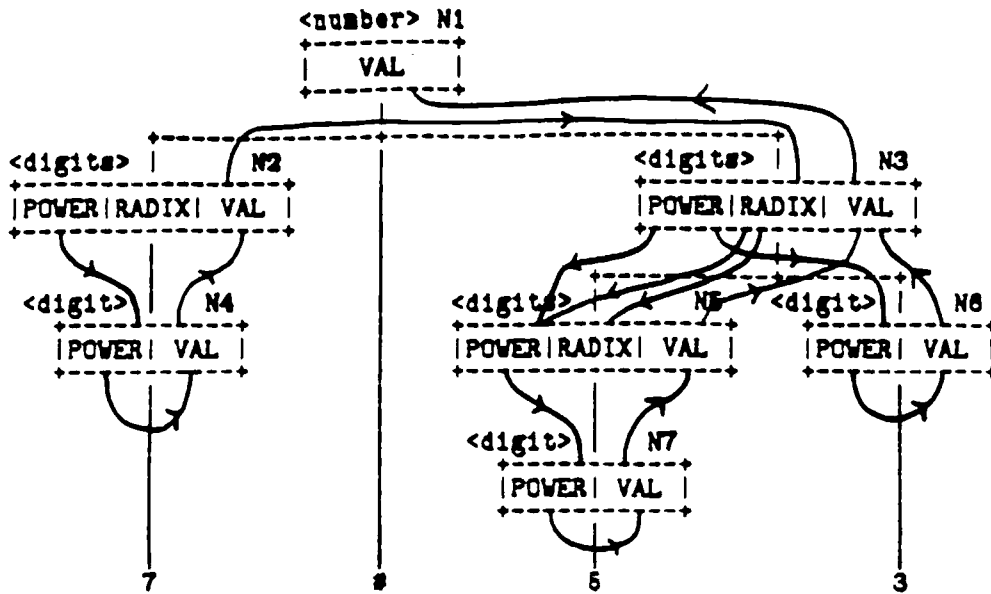 <number> N1
VAL
<digits> N2 <digits> N3
POWER|RADIX| VAL POWER|RADIX| VAL
<digit> N4 <digits> N5 <digit> N6
POWER| VAL POWER|RADIX| VAL POWER| VAL
<digit> N7
POWER| VAL
7 # 5 3